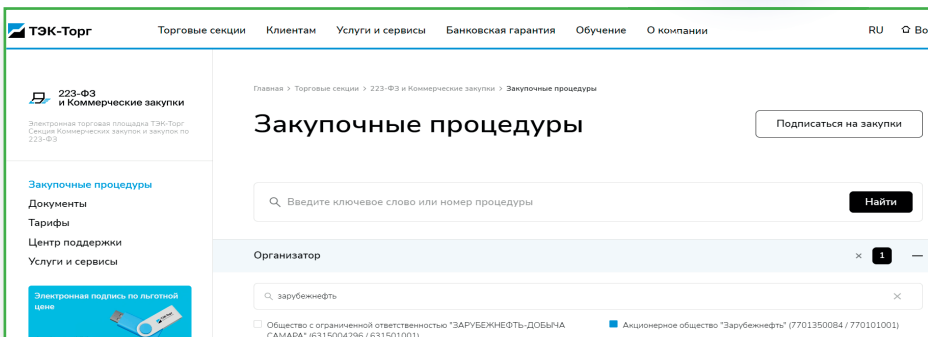 ТЭК-Торг
Торговые секции Клиентам Услуги и сервисы Банковская гарантия Обучение О компании
RU Во
223-ФЗ
и Коммерческие закупки
Электронная торговая площадка ТЭК-Торг
Секция Коммерческих закупок и закупок по
223-ФЗ
Закупочные процедуры
Документы
Тарифы
Центр поддержки
Услуги и сервисы
Электронная подпись по льготной
цене
Главная > Торговые секции > 223-ФЗ и Коммерческие закупки > Закупочные процедуры
Закупочные процедуры
Подписаться на закупки
Введите ключевое слово или номер процедуры
Найти
Организатор
× 1 —
зарубежнефть ×
Общество с ограниченной ответственностью "ЗАРУБЕЖНЕФТЬ-ДОБЫЧА
САМАРА" (6315004296 / 631501001)
Акционерное общество "Зарубежнефть" (7701350084 / 770101001)